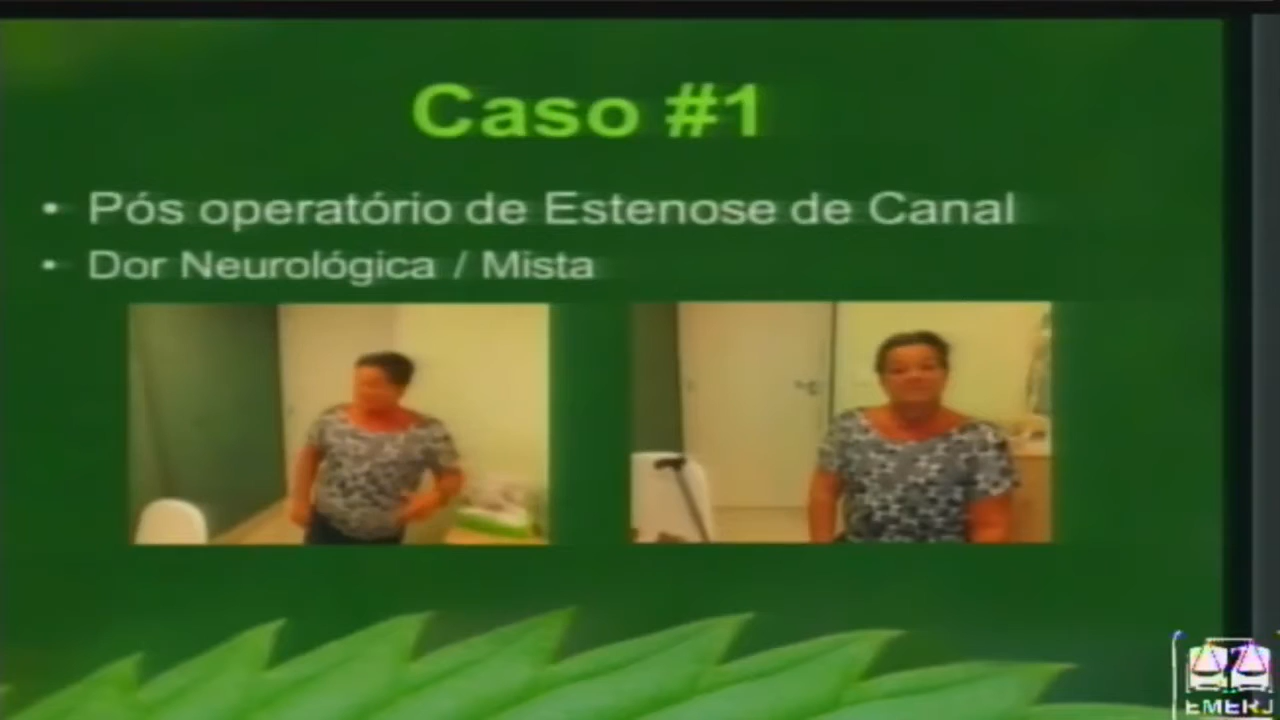 Caso #1
• Pós operatório de Estenose de Canal
• Dor Neurológica / Mista
EMERJ